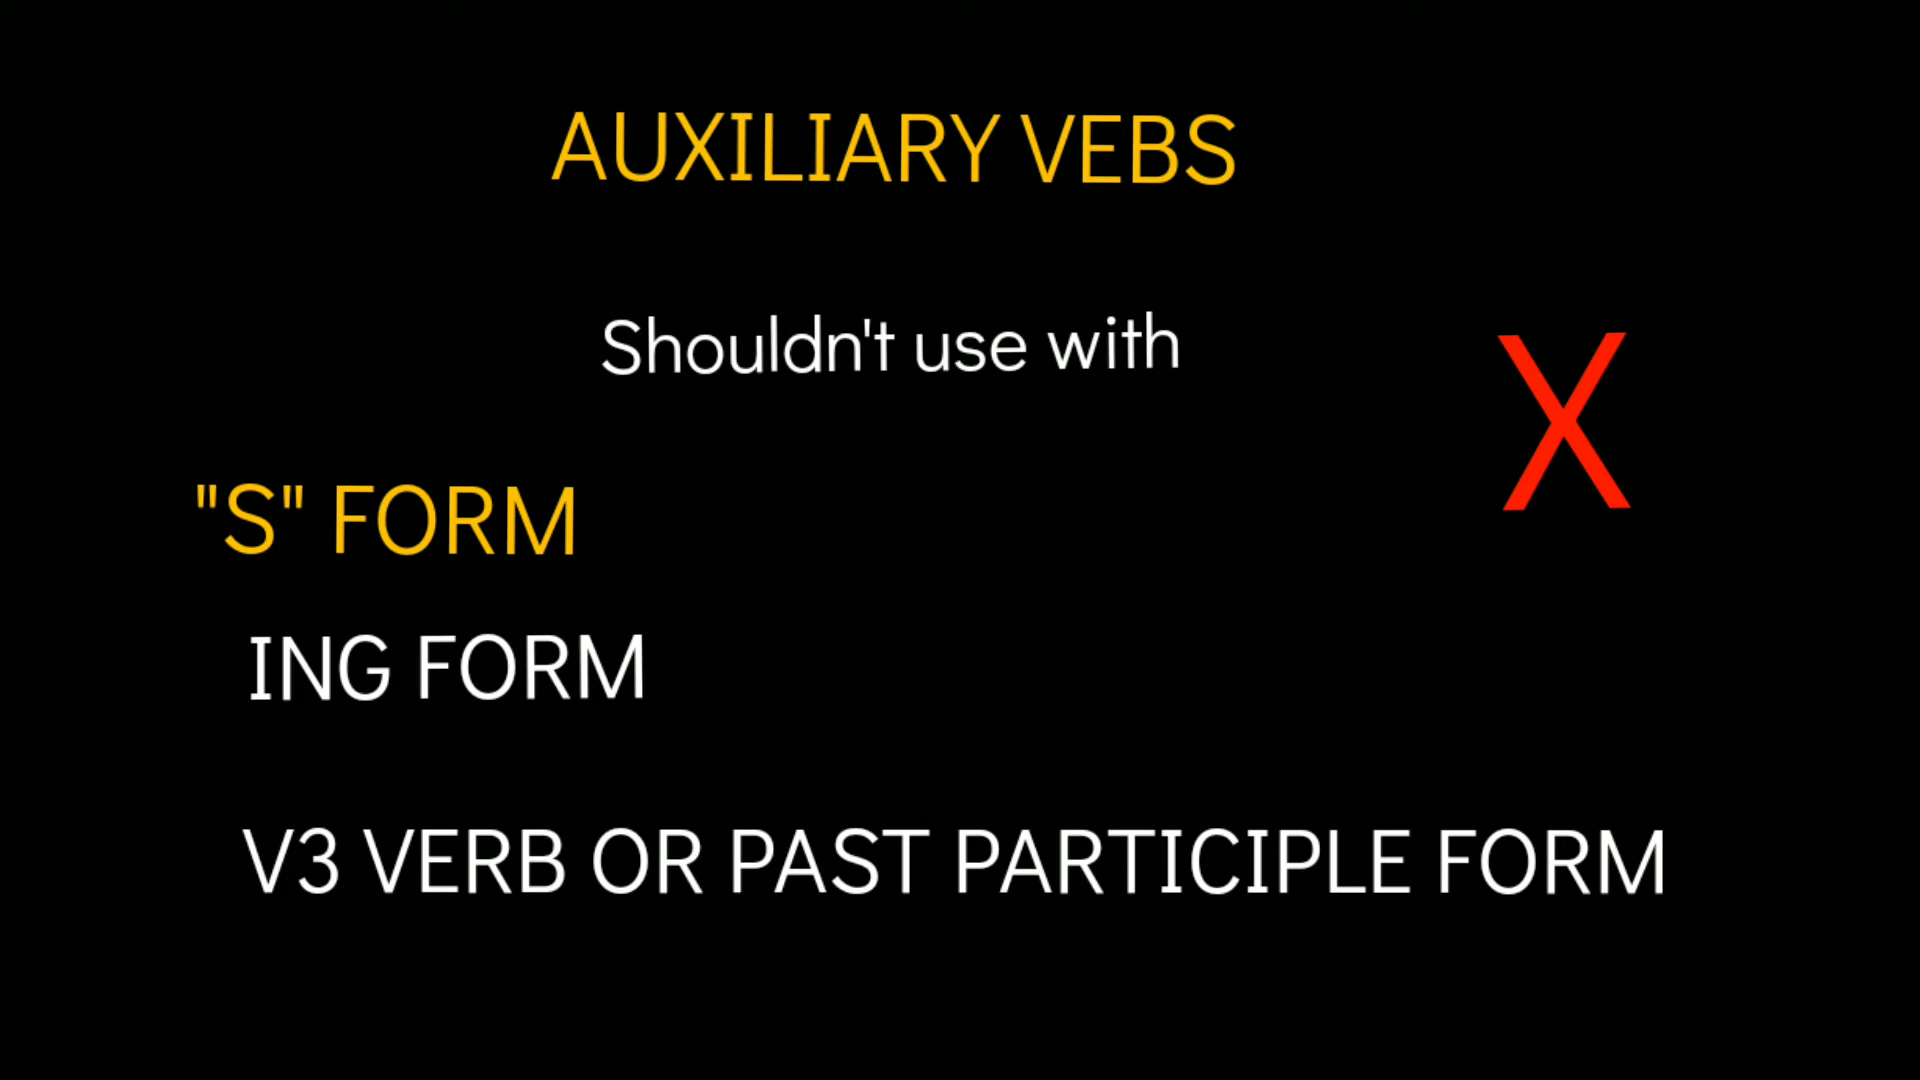 AUXILIARY VEBS
Shouldn't use with
X
"S" FORM
ING FORM
V3 VERB OR PAST PARTICIPLE FORM